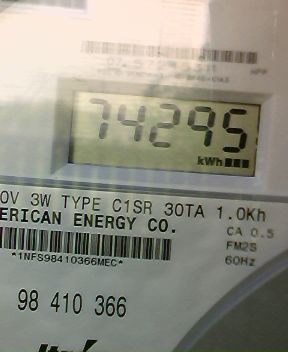 74295
kWh
0V 3W TYPE C1SR 30TA 1.0Kh
ERICAN ENERGY CO.
CA 0.5
FM2S
*1NFS98410366MEC*
60Hz
98 410 366